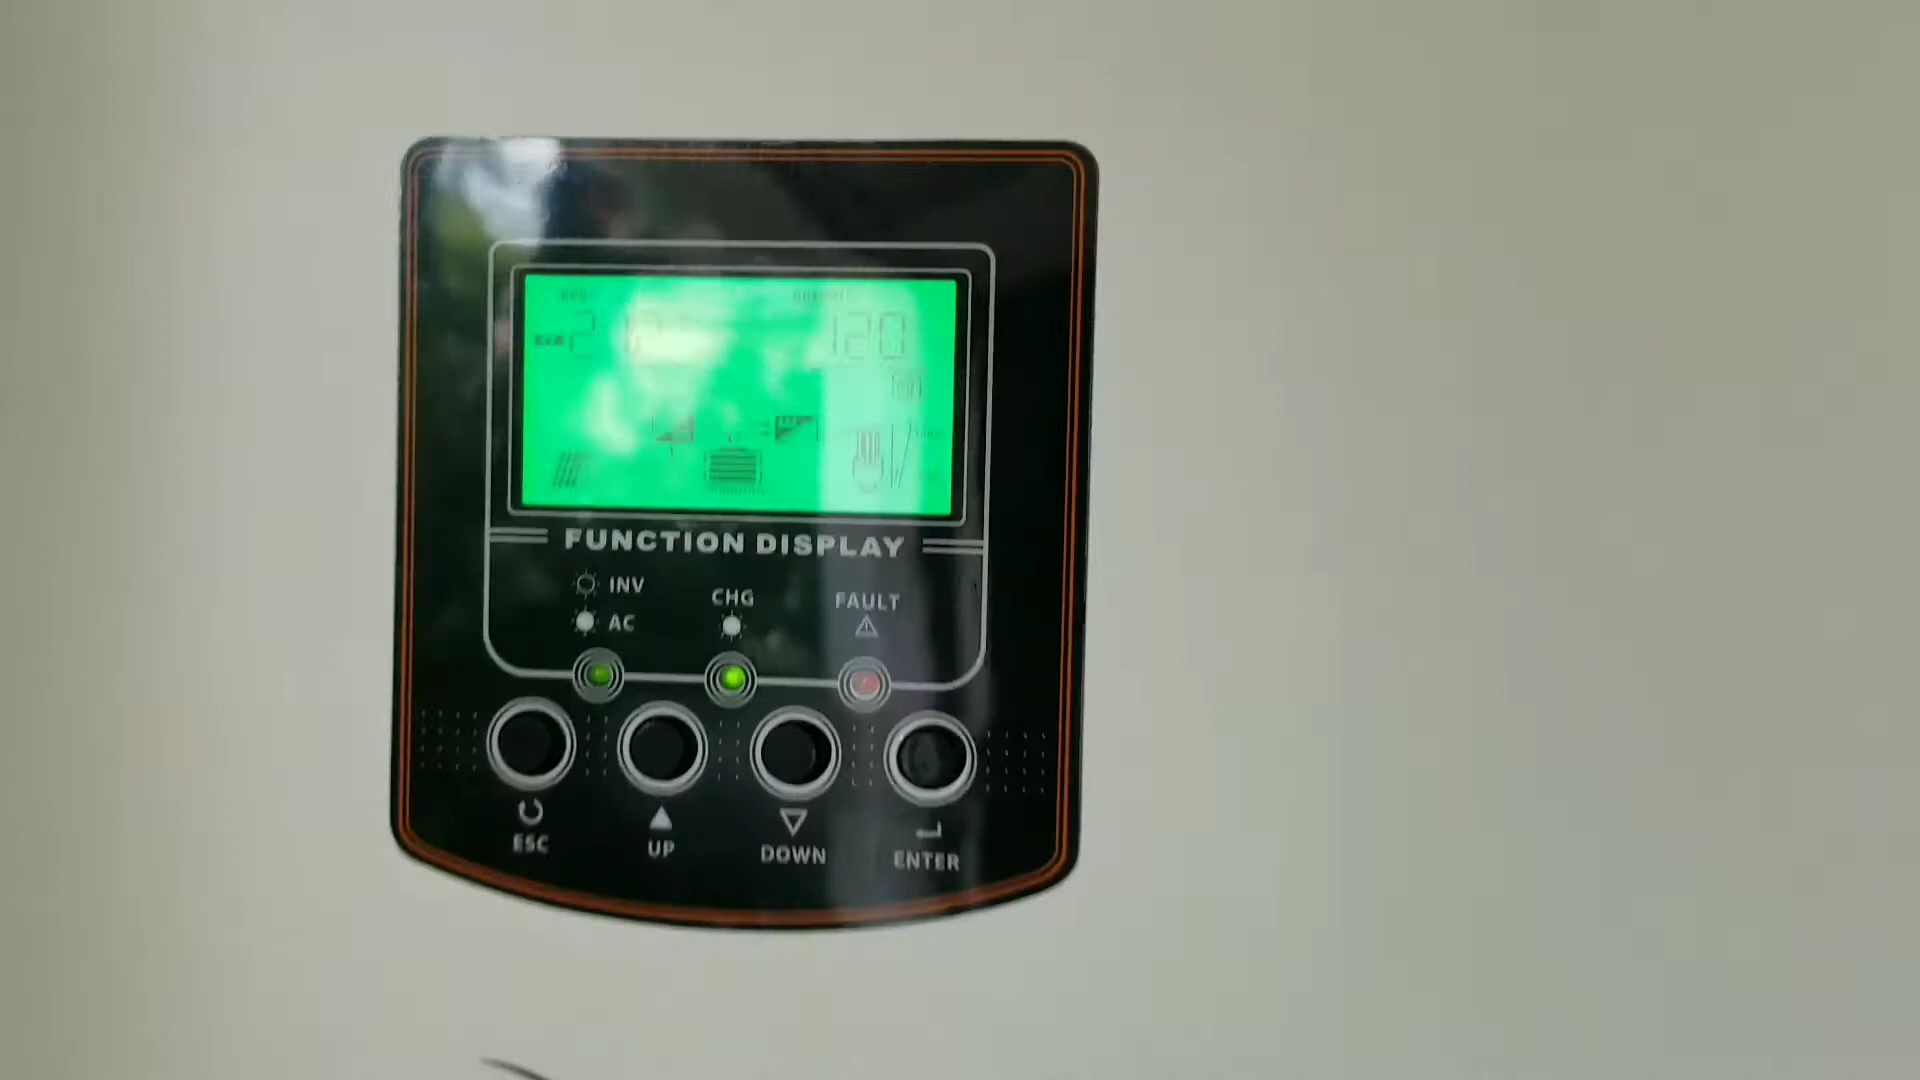 120
FUNCTION DISPLAY
INV
AC
CHG
FAULT
ESC
UP
DOWN
ENTER